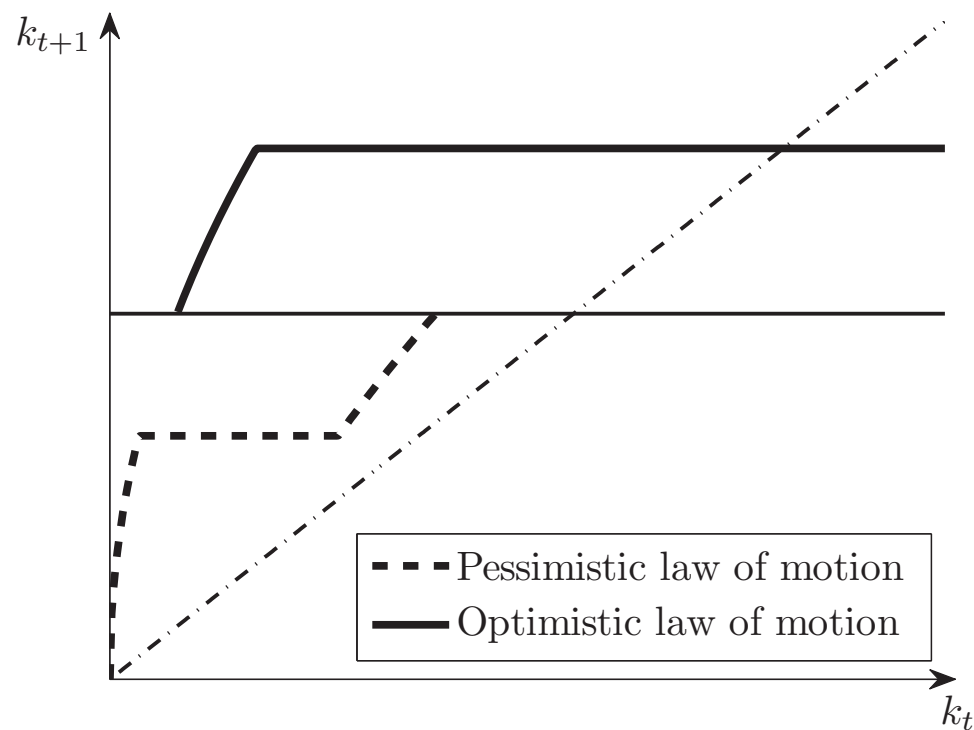 k_{t+1}
Pessimistic law of motion
Optimistic law of motion
k_t